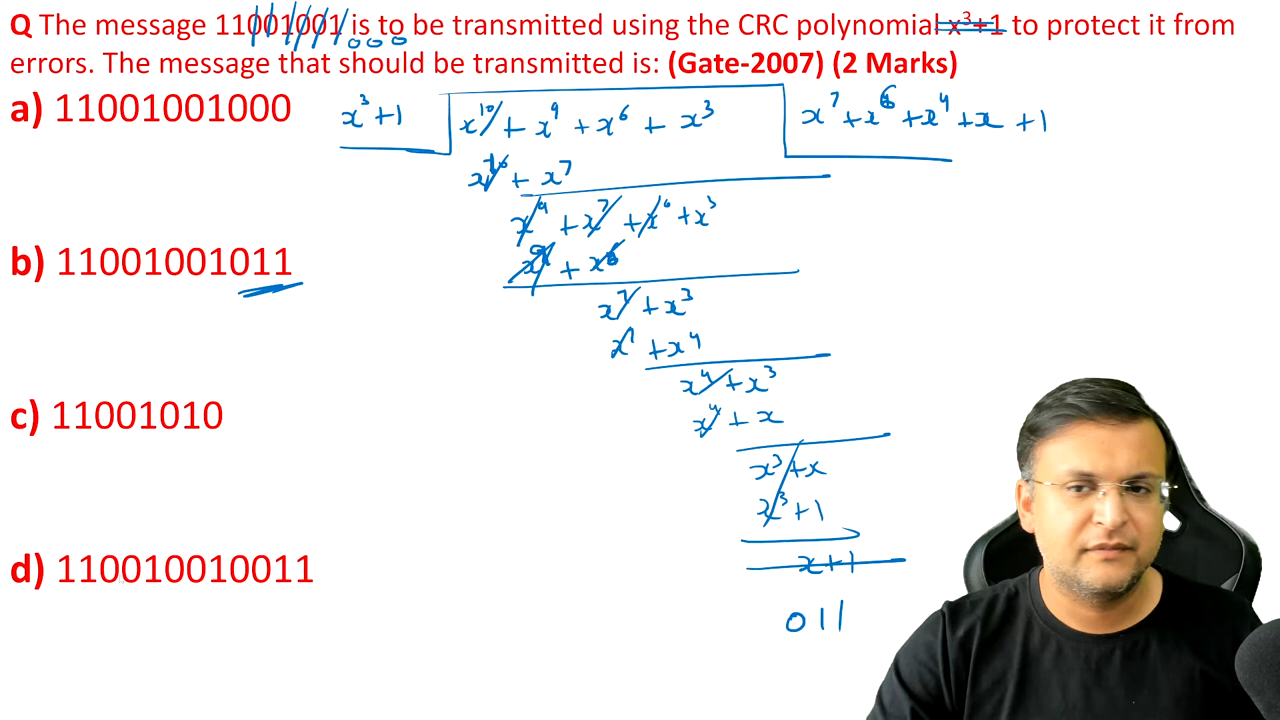 Q The message 11001001 is to be transmitted using the CRC polynomial x³+1 to protect it from
000
errors. The message that should be transmitted is: (Gate-2007) (2 Marks)
a) 11001001000
x³+1
x¹⁰ + x⁹ + x⁶ + x³
x⁷ + x⁶ + x⁴ + x + 1
x¹⁰ + x⁷
x⁹ + x⁷ + x⁶ + x³
b) 11001001011
x⁹ + x⁶
x⁷ + x³
x⁷ + x⁴
x⁴ + x³
c) 11001010
x⁴ + x
x³ + x
x³ + 1
d) 110010010011
x+1
011